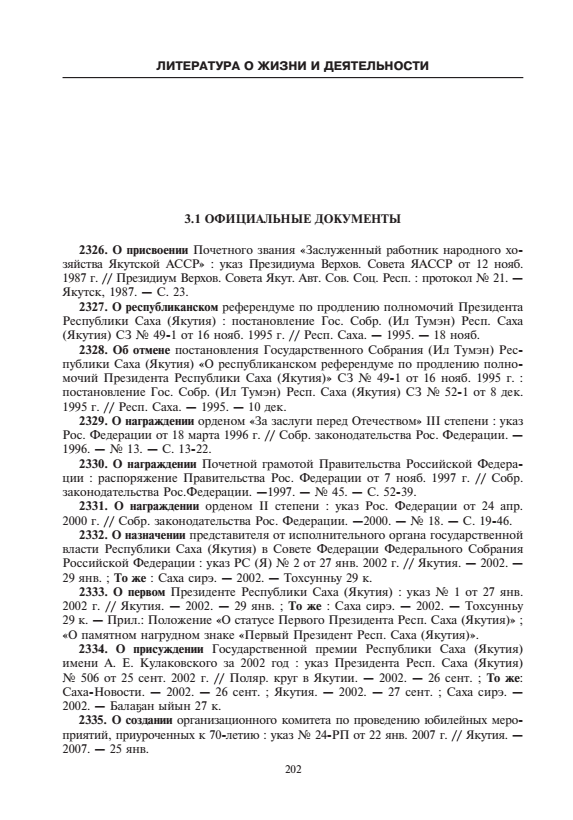 ЛИТЕРАТУРА О ЖИЗНИ И ДЕЯТЕЛЬНОСТИ
3.1 ОФИЦИАЛЬНЫЕ ДОКУМЕНТЫ
2326. О присвоении Почетного звания «Заслуженный работник народного хо-
зяйства Якутской АССР» : указ Президиума Верхов. Совета ЯАССР от 12 нояб.
1987 г. // Президиум Верхов. Совета Якут. Авт. Сов. Соц. Респ. : протокол № 21. —
Якутск, 1987. — С. 23.
2327. О республиканском референдуме по продлению полномочий Президента
Республики Саха (Якутия) : постановление Гос. Собр. (Ил Тумэн) Респ. Саха
(Якутия) СЗ № 49-1 от 16 нояб. 1995 г. // Респ. Саха. — 1995. — 18 нояб.
2328. Об отмене постановления Государственного Собрания (Ил Тумэн) Рес-
публики Саха (Якутия) «О республиканском референдуме по продлению полно-
мочий Президента Республики Саха (Якутия)» СЗ № 49-1 от 16 нояб. 1995 г. :
постановление Гос. Собр. (Ил Тумэн) Респ. Саха (Якутия) СЗ № 52-1 от 8 дек.
1995 г. // Респ. Саха. — 1995. — 10 дек.
2329. О награждении орденом «За заслуги перед Отечеством» III степени : указ
Рос. Федерации от 18 марта 1996 г. // Собр. законодательства Рос. Федерации. —
1996. — № 13. — С. 13-22.
2330. О награждении Почетной грамотой Правительства Российской Федера-
ции : распоряжение Правительства Рос. Федерации от 7 нояб. 1997 г. // Собр.
законодательства Рос.Федерации. —1997. — № 45. — С. 52-39.
2331. О награждении орденом II степени : указ Рос. Федерации от 24 апр.
2000 г. // Собр. законодательства Рос. Федерации. —2000. — № 18. — С. 19-46.
2332. О назначении представителя от исполнительного органа государственной
власти Республики Саха (Якутия) в Совете Федерации Федерального Собрания
Российской Федерации : указ РС (Я) № 2 от 27 янв. 2002 г. // Якутия. — 2002. —
29 янв. ; То же : Саха сирэ. — 2002. — Тохсунньу 29 к.
2333. О первом Президенте Республики Саха (Якутия) : указ № 1 от 27 янв.
2002 г. // Якутия. — 2002. — 29 янв. ; То же : Саха сирэ. — 2002. — Тохсунньу
29 к. — Прил.: Положение «О статусе Первого Президента Респ. Саха (Якутия)» ;
«О памятном нагрудном знаке «Первый Президент Респ. Саха (Якутия)».
2334. О присуждении Государственной премии Республики Саха (Якутия)
имени А. Е. Кулаковского за 2002 год : указ Президента Респ. Саха (Якутия)
№ 506 от 25 сент. 2002 г. // Поляр. круг в Якутии. — 2002. — 26 сент. ; То же:
Саха-Новости. — 2002. — 26 сент. ; Якутия. — 2002. — 27 сент. ; Саха сирэ. —
2002. — Балаҕан ыйын 27 к.
2335. О создании организационного комитета по проведению юбилейных меро-
приятий, приуроченных к 70-летию : указ № 24-РП от 22 янв. 2007 г. // Якутия. —
2007. — 25 янв.
202